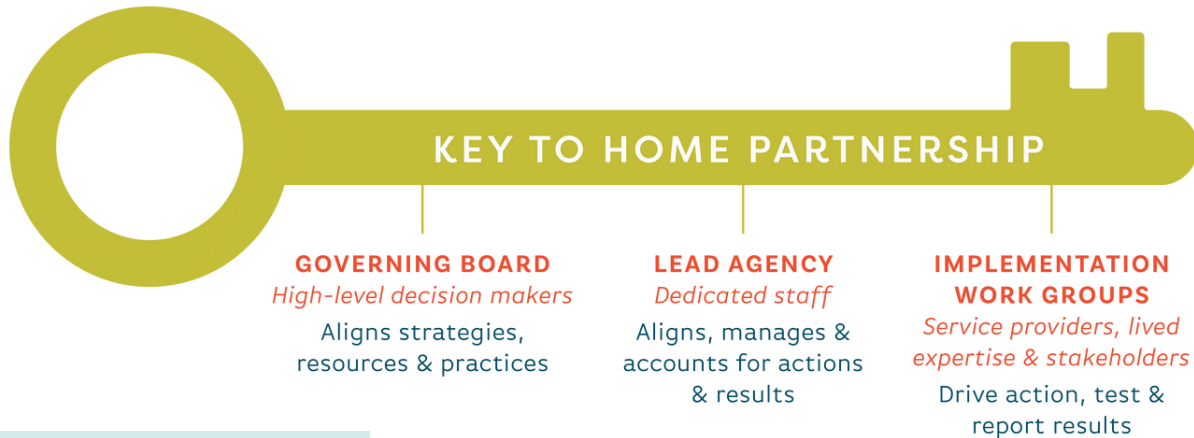 KEY TO HOME PARTNERSHIP
GOVERNING BOARD
High-level decision makers
Aligns strategies,
resources & practices
LEAD AGENCY
Dedicated staff
Aligns, manages &
accounts for actions
& results
IMPLEMENTATION
WORK GROUPS
Service providers, lived
expertise & stakeholders
Drive action, test &
report results